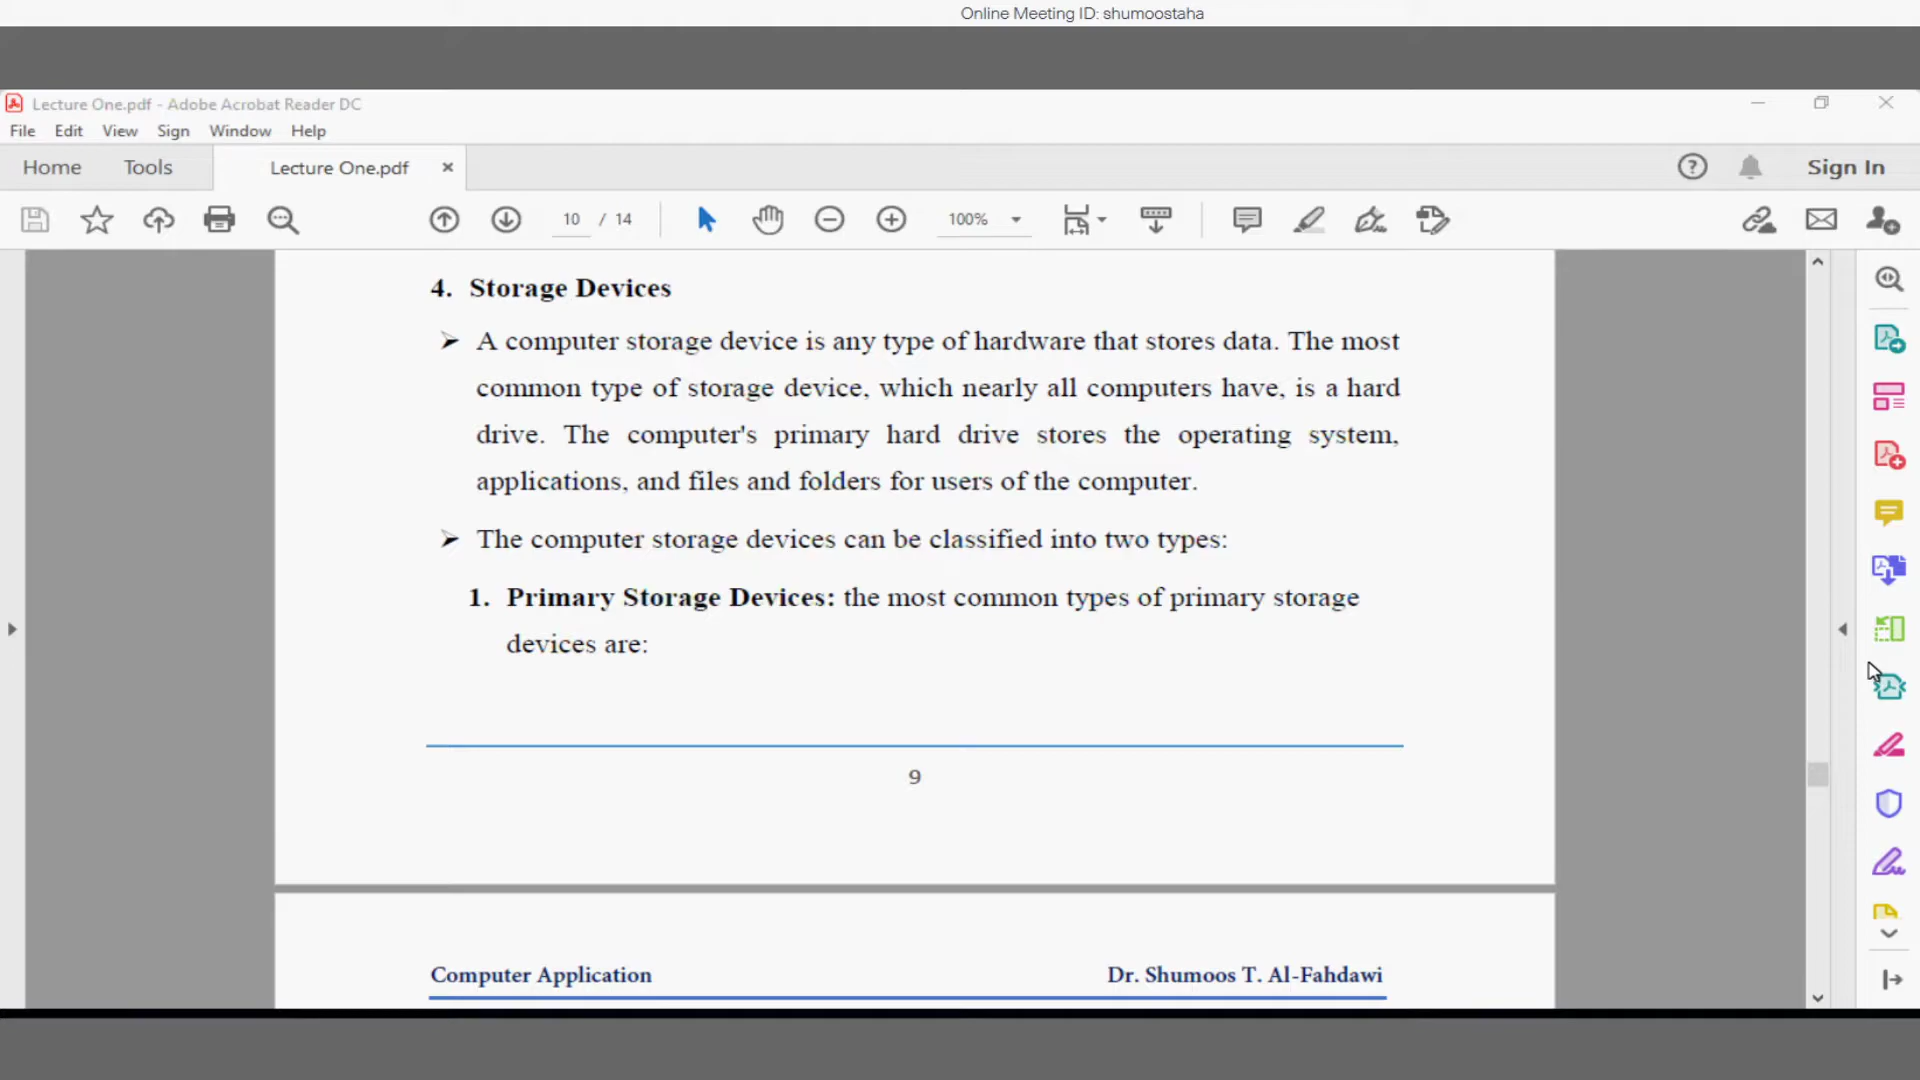 Online Meeting ID: shumoostaha
Lecture One.pdf - Adobe Acrobat Reader DC
File Edit View Sign Window Help
Home Tools Lecture One.pdf × Sign In
10 / 14 100%
4. Storage Devices
➢ A computer storage device is any type of hardware that stores data. The most
common type of storage device, which nearly all computers have, is a hard
drive. The computer's primary hard drive stores the operating system,
applications, and files and folders for users of the computer.
➢ The computer storage devices can be classified into two types:
1. Primary Storage Devices: the most common types of primary storage
devices are:
9
Computer Application Dr. Shumoos T. Al-Fahdawi